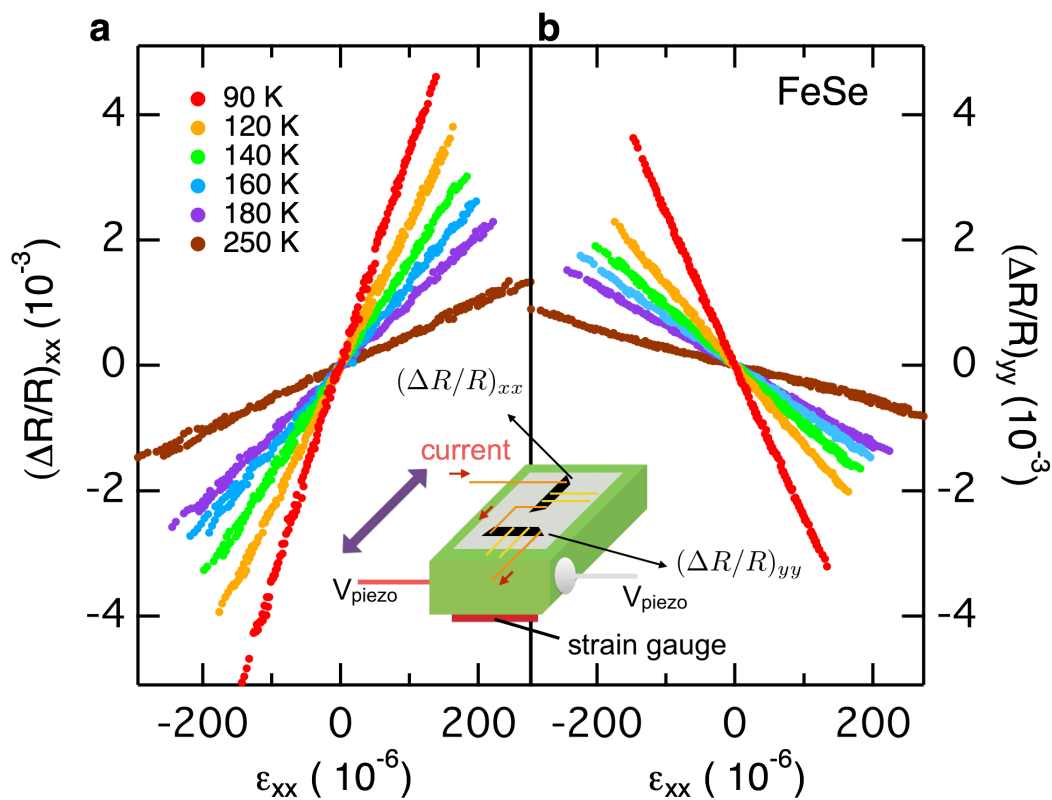 a
b
FeSe
90 K
120 K
140 K
160 K
180 K
250 K
4
2
0
-2
-4
(ΔR/R)xx (10⁻³)
4
2
0
-2
-4
(ΔR/R)yy (10⁻³)
(ΔR/R)xx
current
(ΔR/R)yy
Vpiezo
Vpiezo
strain gauge
-200 0 200
-200 0 200
εxx ( 10⁻⁶)
εxx ( 10⁻⁶)